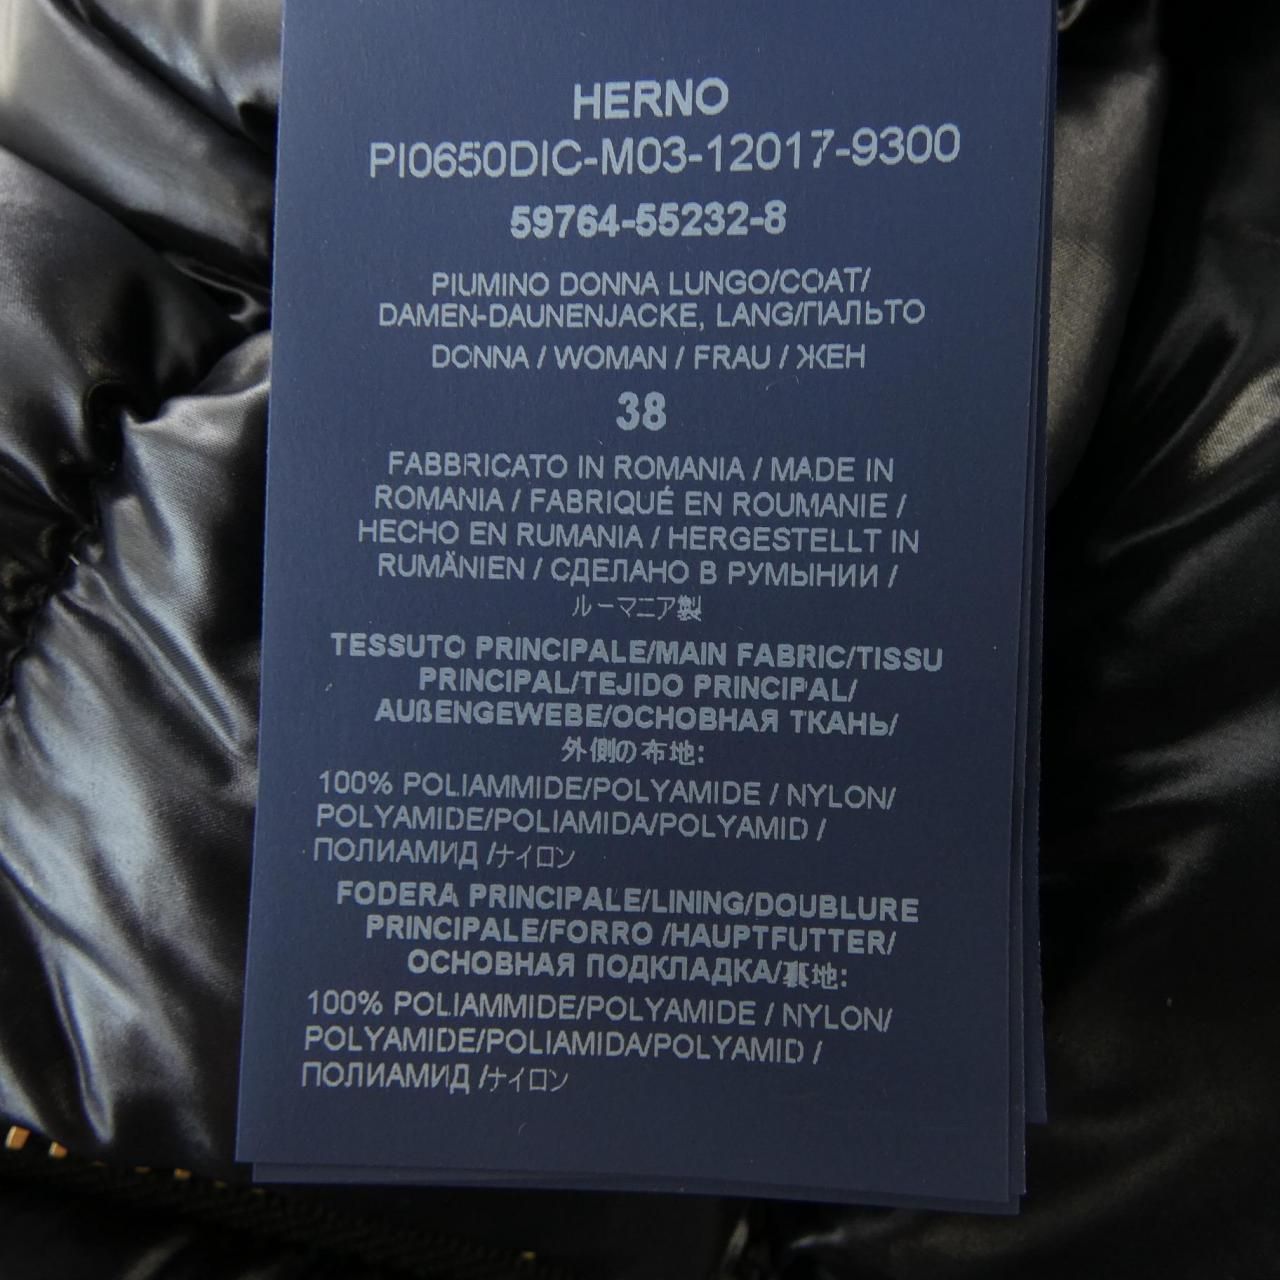 HERNO
PI0650DIC-M03-12017-9300
59764-55232-8
PIUMINO DONNA LUNGO/COAT/
DAMEN-DAUNENJACKE, LANG/ПАЛЬТО
DONNA / WOMAN / FRAU / ЖЕН
38
FABBRICATO IN ROMANIA / MADE IN
ROMANIA / FABRIQUÉ EN ROUMANIE /
HECHO EN RUMANIA / HERGESTELLT IN
RUMÄNIEN / СДЕЛАНО В РУМЫНИИ /
ルーマニア製
TESSUTO PRINCIPALE/MAIN FABRIC/TISSU
PRINCIPAL/TEJIDO PRINCIPAL/
AUßENGEWEBE/ОСНОВНАЯ ТКАНЬ/
外側の布地:
100% POLIAMMIDE/POLYAMIDE / NYLON/
POLYAMIDE/POLIAMIDA/POLYAMID /
ПОЛИАМИД /ナイロン
FODERA PRINCIPALE/LINING/DOUBLURE
PRINCIPALE/FORRO /HAUPTFUTTER/
ОСНОВНАЯ ПОДКЛАДКА/裏地:
100% POLIAMMIDE/POLYAMIDE / NYLON/
POLYAMIDE/POLIAMIDA/POLYAMID /
ПОЛИАМИД /ナイロン